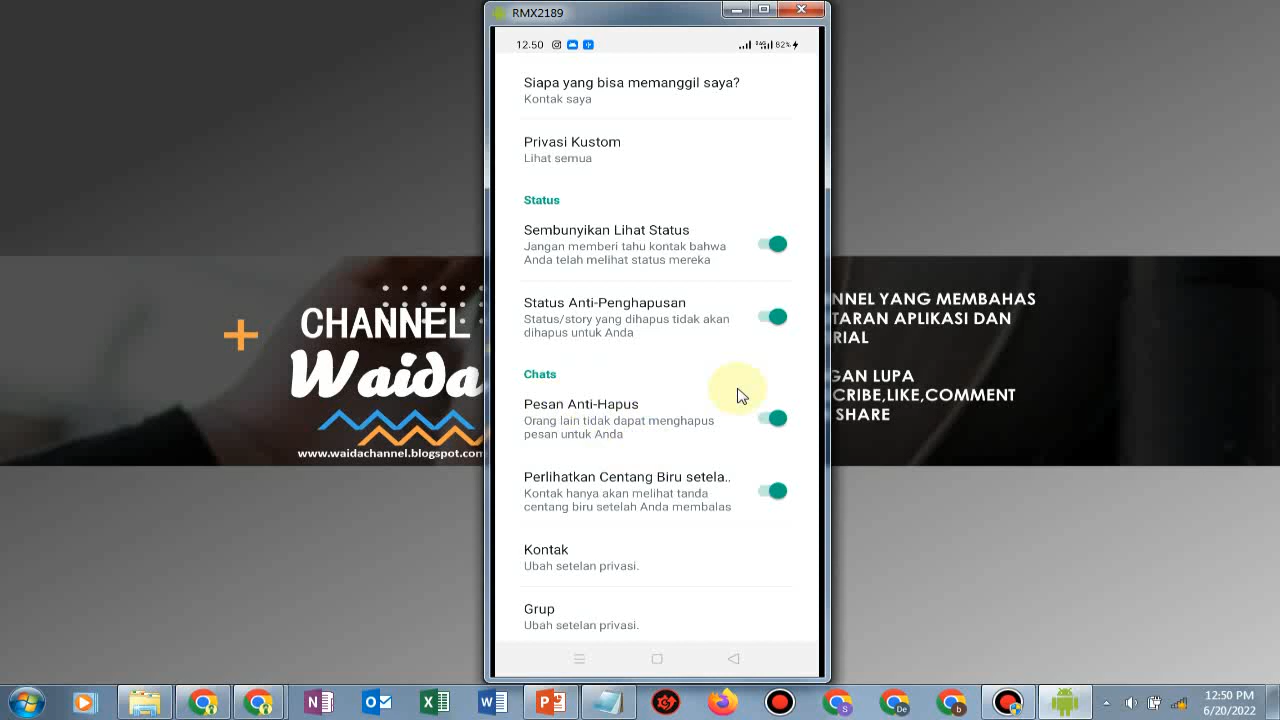 RMX2189
12.50
82%
Siapa yang bisa memanggil saya?
Kontak saya
Privasi Kustom
Lihat semua
Status
Sembunyikan Lihat Status
Jangan memberi tahu kontak bahwa
Anda telah melihat status mereka
Status Anti-Penghapusan
Status/story yang dihapus tidak akan
dihapus untuk Anda
Chats
Pesan Anti-Hapus
Orang lain tidak dapat menghapus
pesan untuk Anda
Perlihatkan Centang Biru setela..
Kontak hanya akan melihat tanda
centang biru setelah Anda membalas
Kontak
Ubah setelan privasi.
Grup
Ubah setelan privasi.
CHANNEL
Waida
www.waidachannel.blogspot.com
NNEL YANG MEMBAHAS
TARAN APLIKASI DAN
RIAL
GAN LUPA
CRIBE,LIKE,COMMENT
SHARE
12:50 PM
6/20/2022